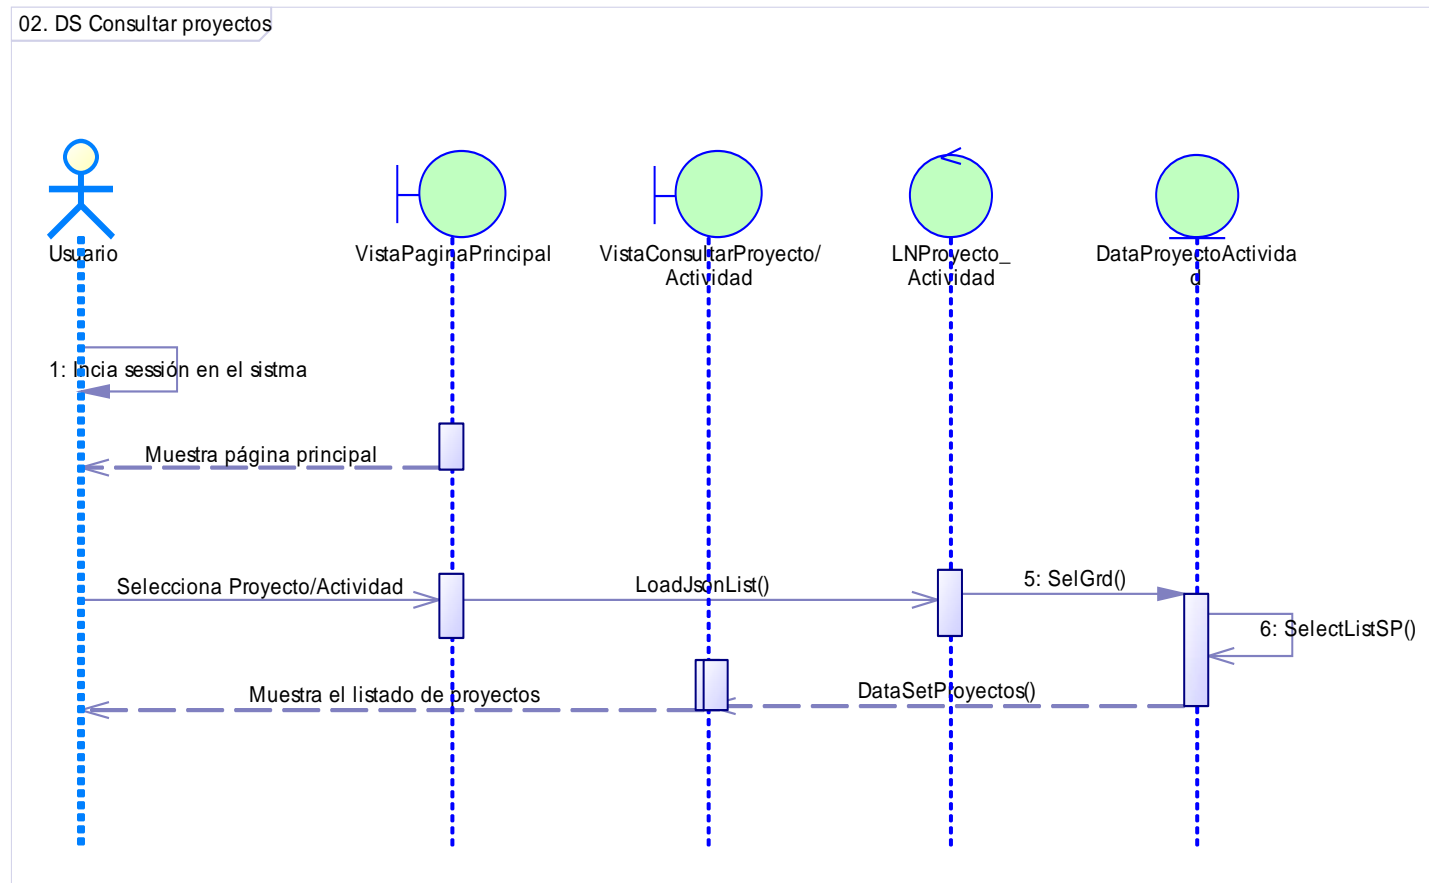 02. DS Consultar proyectos
Usuario
VistaPaginaPrincipal
VistaConsultarProyecto/
Actividad
LNProyecto_
Actividad
DataProyectoActivida
d
1: Incia sessión en el sistma
Muestra página principal
Selecciona Proyecto/Actividad
LoadJsonList()
5: SelGrd()
6: SelectListSP()
Muestra el listado de proyectos
DataSetProyectos()